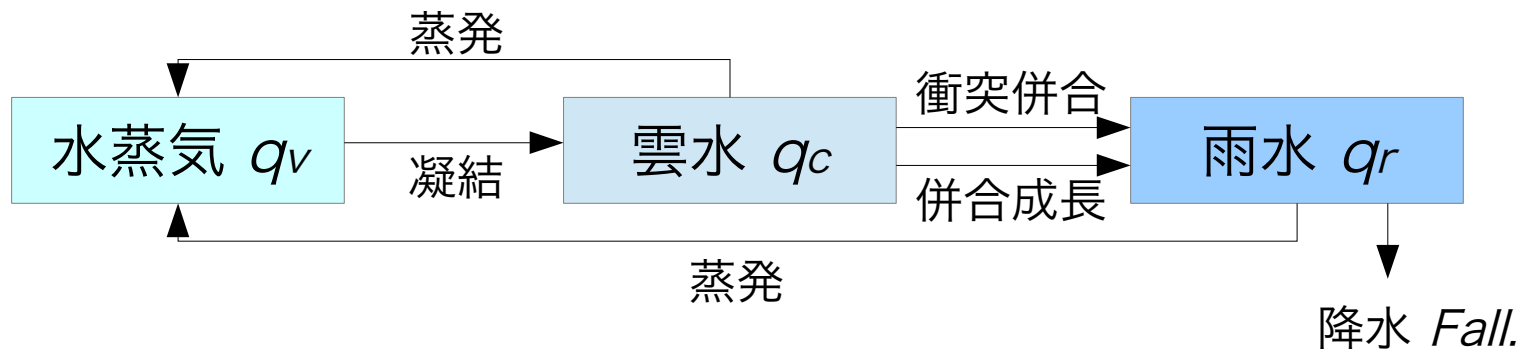 蒸発
水蒸気 qv
凝結
雲水 qc
衝突併合
併合成長
雨水 qr
蒸発
降水 Fall.